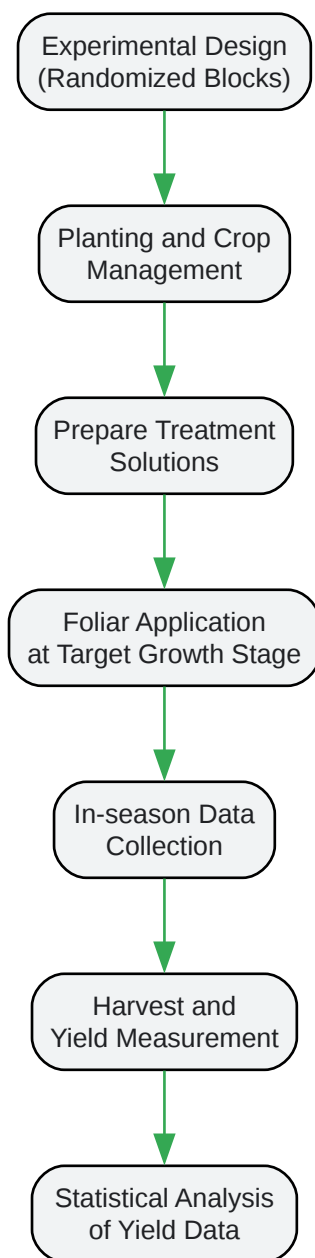 Experimental Design
(Randomized Blocks)
Planting and Crop
Management
Prepare Treatment
Solutions
Foliar Application
at Target Growth Stage
In-season Data
Collection
Harvest and
Yield Measurement
Statistical Analysis
of Yield Data